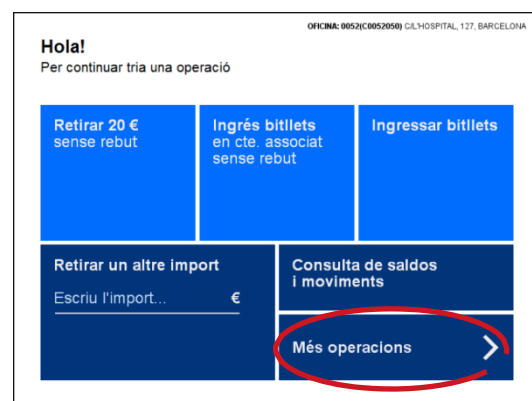 OFICINA: 0052(C0052050) C/L'HOSPITAL, 127, BARCELONA
Hola!
Per continuar tria una operació
Retirar 20 €
sense rebut
Ingrés bitllets
en cte. associat
sense rebut
Ingressar bitllets
Retirar un altre import
Escriu l'import... €
Consulta de saldos
i moviments
Més operacions